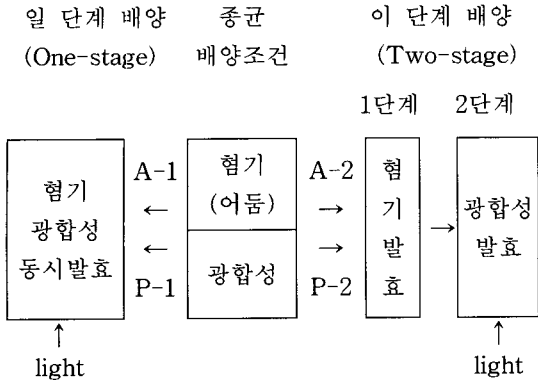 일 단계 배양 종균 이 단계 배양
(One-stage) 배양조건 (Two-stage)
1단계 2단계
혐기
광합성
동시발효
A-1
←
←
P-1
혐기
(어둠)
광합성
A-2
→
→
P-2
혐
기
발
효
→
광합성
발효
↑ ↑
light light